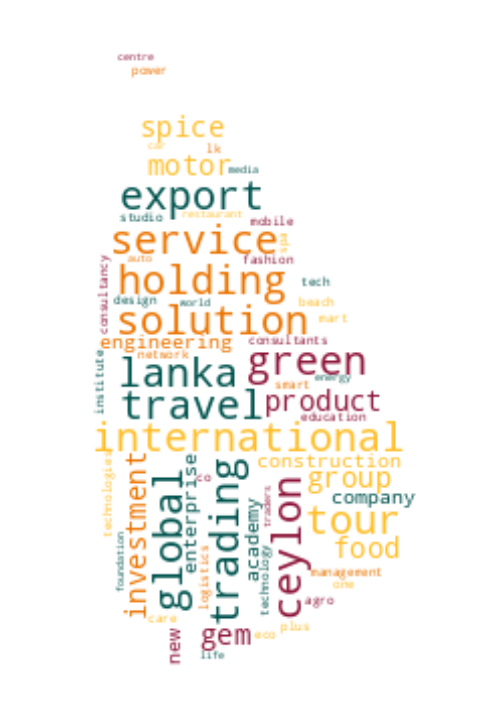 centre
power
spice
car
lk
motor
media
export
studio
restaurant
mobile
service
spa
auto
fashion
consultancy
holding
tech
design
world
beach
solution
mart
engineering
consultants
network
green
lanka
institute
smart
energy
travel
product
education
international
technologies
investment
global
enterprise
co
trading
construction
group
company
ceylon
traders
academy
tour
food
foundation
logistics
technology
management
one
agro
care
new
gem
eco
plus
life